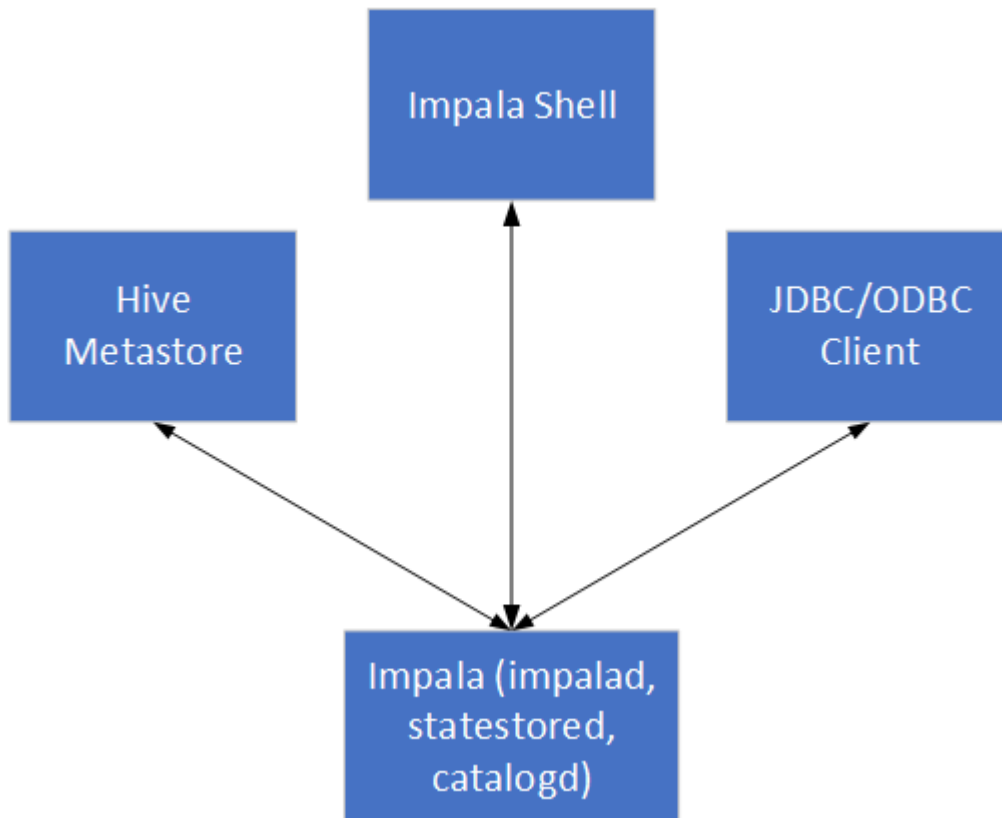 Impala Shell
Hive
Metastore
JDBC/ODBC
Client
Impala (impalad,
statestored,
catalogd)